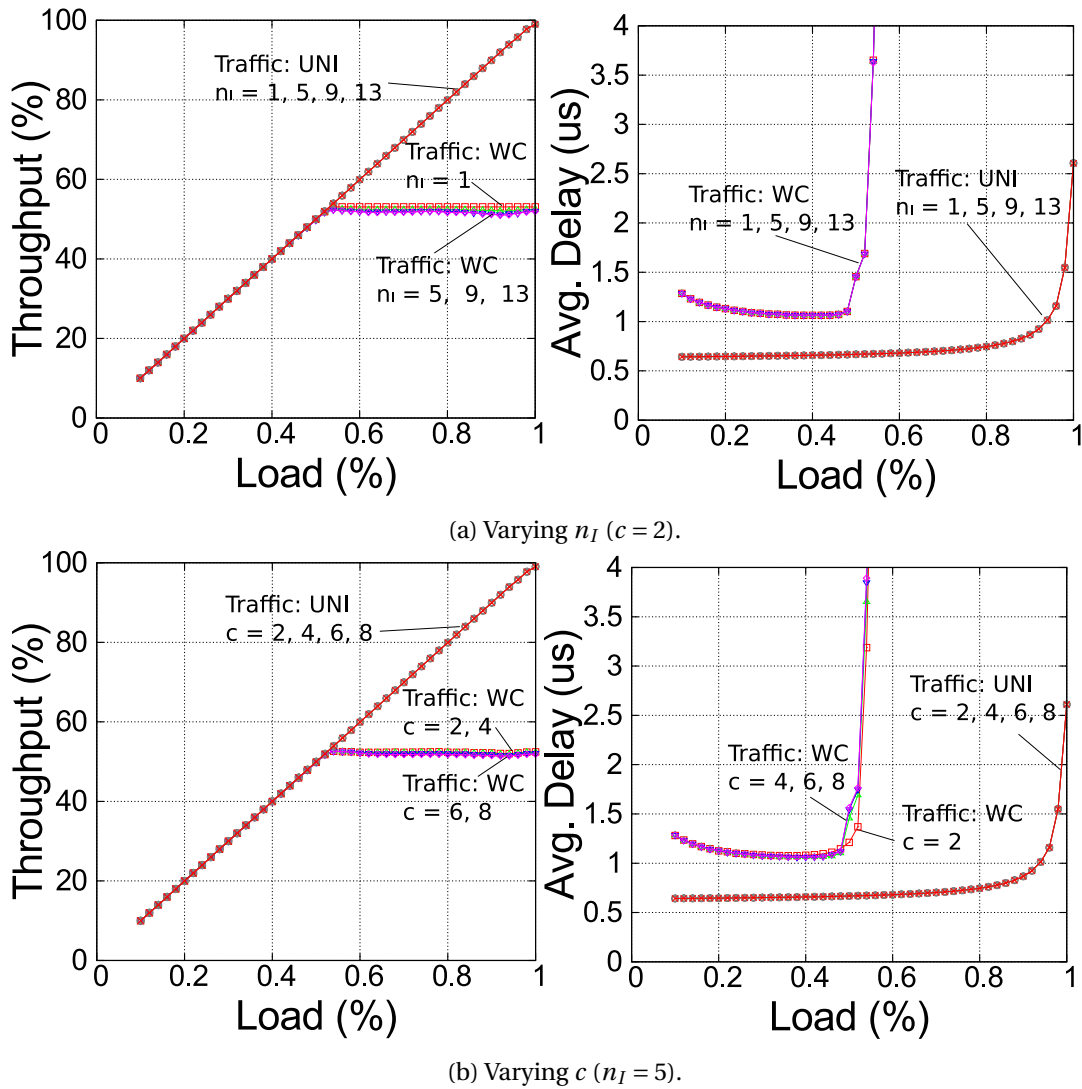 100
80
60
40
20
0
Throughput (%)
Traffic: UNI
nı = 1, 5, 9, 13
Traffic: WC
nı = 1
Traffic: WC
nı = 5, 9, 13
0 0.2 0.4 0.6 0.8 1
Load (%)
4
3.5
3
2.5
2
1.5
1
0.5
0
Avg. Delay (us)
Traffic: WC
nı = 1, 5, 9, 13
Traffic: UNI
nı = 1, 5, 9, 13
0 0.2 0.4 0.6 0.8 1
Load (%)
(a) Varying n_I (c = 2).
100
80
60
40
20
0
Throughput (%)
Traffic: UNI
c = 2, 4, 6, 8
Traffic: WC
c = 2, 4
Traffic: WC
c = 6, 8
0 0.2 0.4 0.6 0.8 1
Load (%)
4
3.5
3
2.5
2
1.5
1
0.5
0
Avg. Delay (us)
Traffic: UNI
c = 2, 4, 6, 8
Traffic: WC
c = 4, 6, 8
Traffic: WC
c = 2
0 0.2 0.4 0.6 0.8 1
Load (%)
(b) Varying c (n_I = 5).